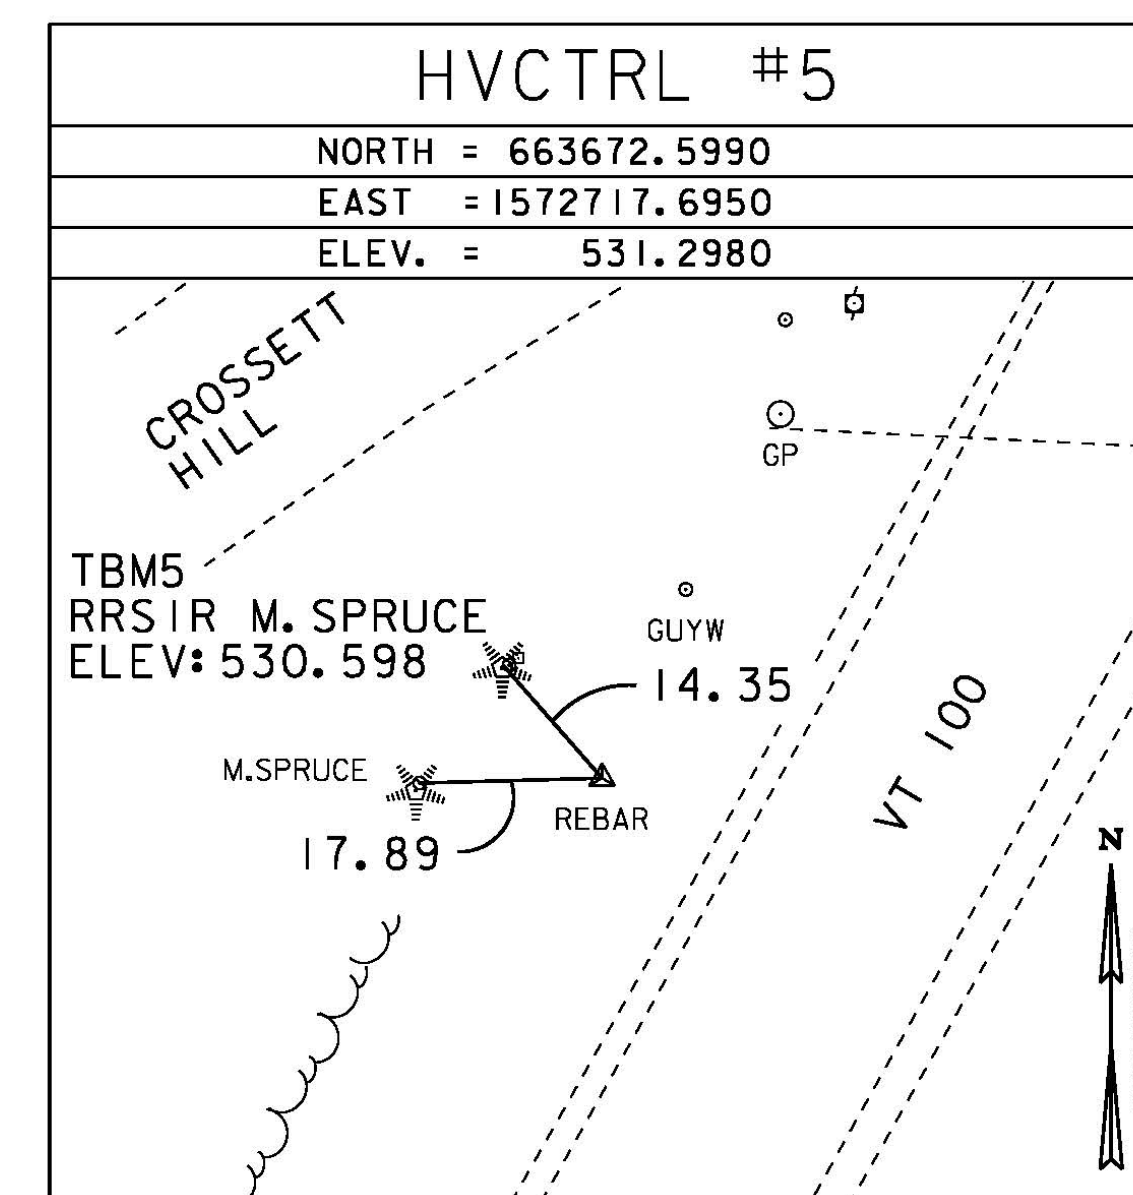 HVCTRL #5
NORTH = 663672.5990
EAST =1572717.6950
ELEV. = 531.2980
CROSSETT
HILL
GP
TBM5
RRSIR M. SPRUCE
ELEV: 530.598
GUYW
14.35
VT 100
M.SPRUCE
REBAR
17.89
N